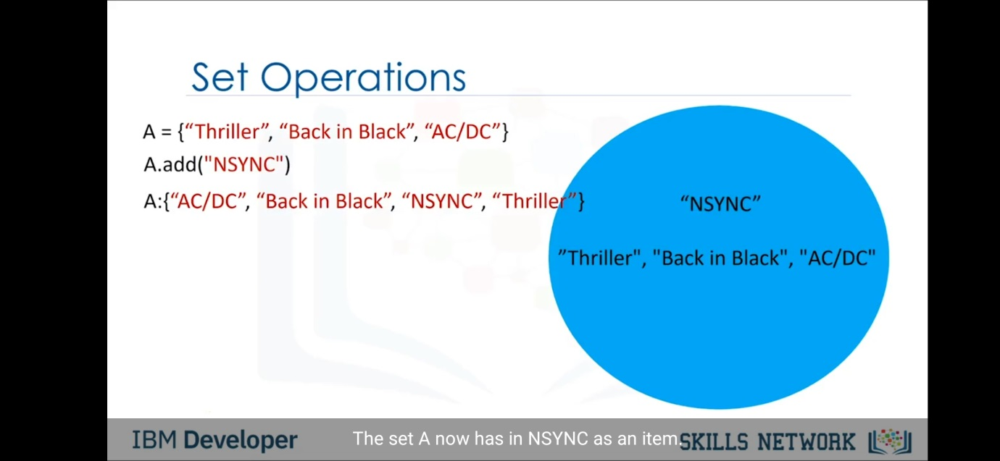 Set Operations
A = {“Thriller”, “Back in Black”, “AC/DC”}
A.add("NSYNC")
A:{“AC/DC”, “Back in Black”, “NSYNC”, “Thriller”}
“NSYNC”
”Thriller", "Back in Black", "AC/DC"
IBM Developer
The set A now has in NSYNC as an item.
SKILLS NETWORK